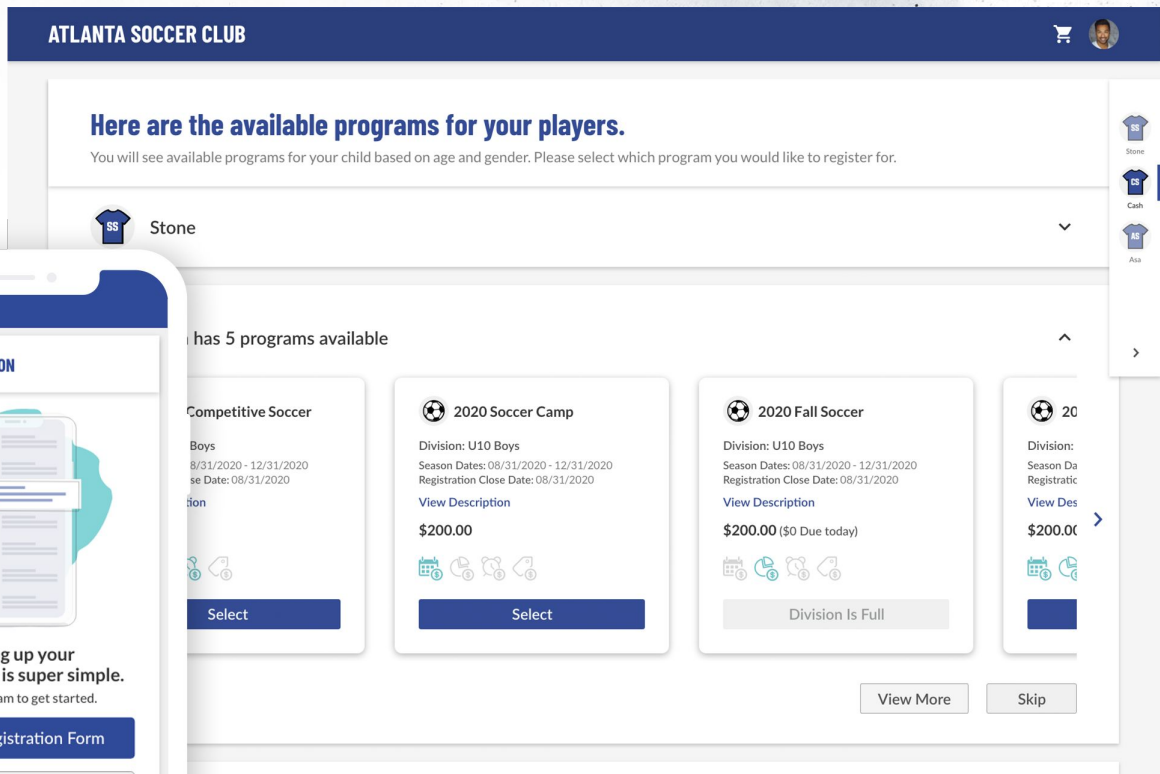 ATLANTA SOCCER CLUB
Here are the available programs for your players.
You will see available programs for your child based on age and gender. Please select which program you would like to register for.
SS
Stone
SS
Stone
CS
Cash
AS
Asa
has 5 programs available
Competitive Soccer
Boys
8/31/2020 - 12/31/2020
se Date: 08/31/2020
tion
Select
2020 Soccer Camp
Division: U10 Boys
Season Dates: 08/31/2020 - 12/31/2020
Registration Close Date: 08/31/2020
View Description
$200.00
Select
2020 Fall Soccer
Division: U10 Boys
Season Dates: 08/31/2020 - 12/31/2020
Registration Close Date: 08/31/2020
View Description
$200.00 ($0 Due today)
Division Is Full
20
Division:
Season Da
Registratic
View Des
$200.00
View More
Skip
ON
g up your
is super simple.
am to get started.
gistration Form